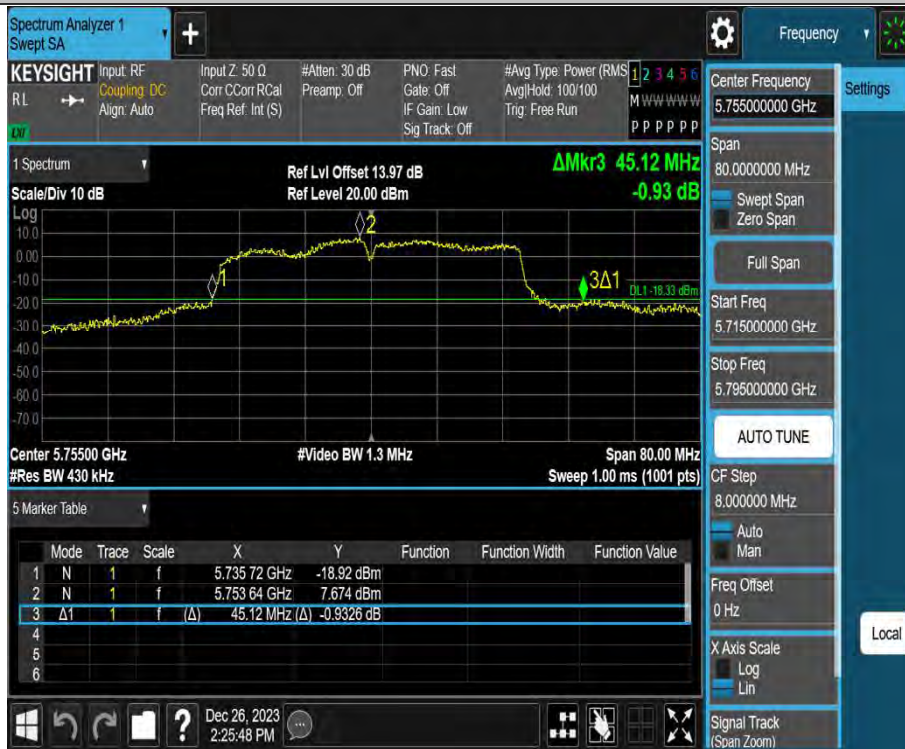 Spectrum Analyzer 1
Swept SA
+
Frequency
KEYSIGHT
RL
LXI
Input: RF
Coupling: DC
Align: Auto
Input Z: 50 Ω
Corr CCorr RCal
Freq Ref: Int (S)
#Atten: 30 dB
Preamp: Off
PNO: Fast
Gate: Off
IF Gain: Low
Sig Track: Off
#Avg Type: Power (RMS
Avg|Hold: 100/100
Trig: Free Run
1 2 3 4 5 6
M W W W W W
P P P P P P
1 Spectrum
Scale/Div 10 dB
Ref Lvl Offset 13.97 dB
Ref Level 20.00 dBm
ΔMkr3 45.12 MHz
-0.93 dB
Log
10.0
0.00
-10.0
-20.0
-30.0
-40.0
-50.0
-60.0
-70.0
1
2
3Δ1
DL1 -18.33 dBm
Center 5.75500 GHz
#Res BW 430 kHz
#Video BW 1.3 MHz
Span 80.00 MHz
Sweep 1.00 ms (1001 pts)
5 Marker Table
Mode Trace Scale X Y Function Function Width Function Value
1 N 1 f 5.735 72 GHz -18.92 dBm
2 N 1 f 5.753 64 GHz 7.674 dBm
3 Δ1 1 f (Δ) 45.12 MHz (Δ) -0.9326 dB
4
5
6
?
Dec 26, 2023
2:25:48 PM
Center Frequency
5.755000000 GHz
Settings
Span
80.0000000 MHz
Swept Span
Zero Span
Full Span
Start Freq
5.715000000 GHz
Stop Freq
5.795000000 GHz
AUTO TUNE
CF Step
8.000000 MHz
Auto
Man
Freq Offset
0 Hz
Local
X Axis Scale
Log
Lin
Signal Track
(Span Zoom)